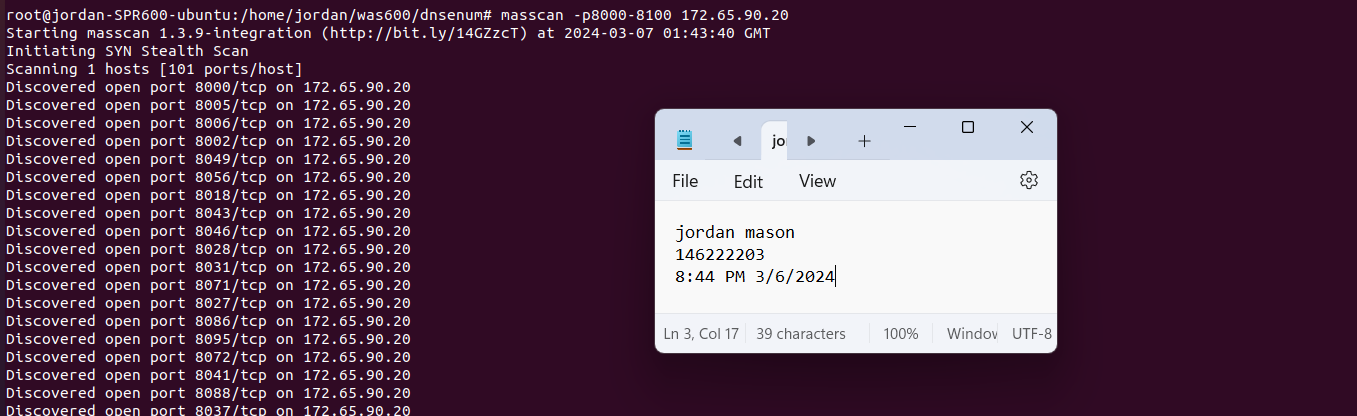 root@jordan-SPR600-ubuntu:/home/jordan/was600/dnsenum# masscan -p8000-8100 172.65.90.20
Starting masscan 1.3.9-integration (http://bit.ly/14GZzcT) at 2024-03-07 01:43:40 GMT
Initiating SYN Stealth Scan
Scanning 1 hosts [101 ports/host]
Discovered open port 8000/tcp on 172.65.90.20
Discovered open port 8005/tcp on 172.65.90.20
Discovered open port 8006/tcp on 172.65.90.20
Discovered open port 8002/tcp on 172.65.90.20
Discovered open port 8049/tcp on 172.65.90.20
Discovered open port 8056/tcp on 172.65.90.20
Discovered open port 8018/tcp on 172.65.90.20
Discovered open port 8043/tcp on 172.65.90.20
Discovered open port 8046/tcp on 172.65.90.20
Discovered open port 8028/tcp on 172.65.90.20
Discovered open port 8031/tcp on 172.65.90.20
Discovered open port 8071/tcp on 172.65.90.20
Discovered open port 8027/tcp on 172.65.90.20
Discovered open port 8086/tcp on 172.65.90.20
Discovered open port 8095/tcp on 172.65.90.20
Discovered open port 8072/tcp on 172.65.90.20
Discovered open port 8041/tcp on 172.65.90.20
Discovered open port 8088/tcp on 172.65.90.20
Discovered open port 8037/tcp on 172.65.90.20
File Edit View
jordan mason
146222203
8:44 PM 3/6/2024
Ln 3, Col 17 39 characters 100% Window UTF-8